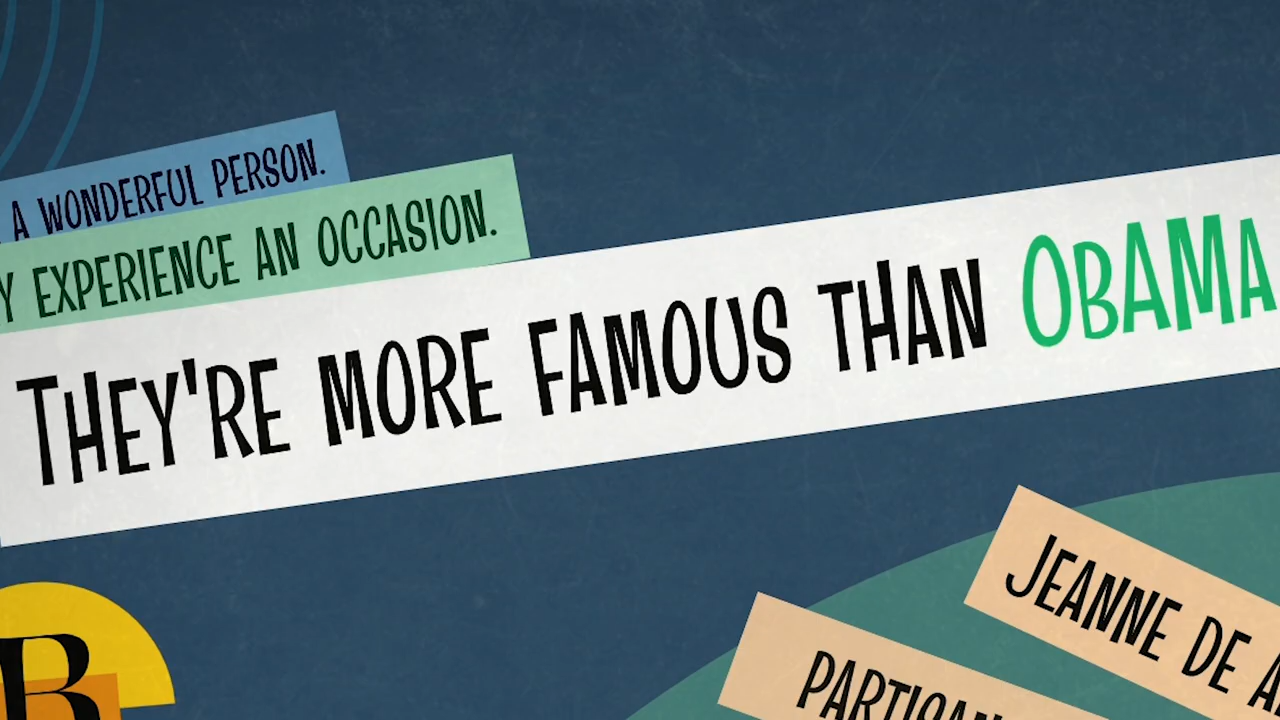 A WONDERFUL PERSON.
EXPERIENCE AN OCCASION.
THEY'RE MORE FAMOUS THAN OBAMA
JEANNE DE
B